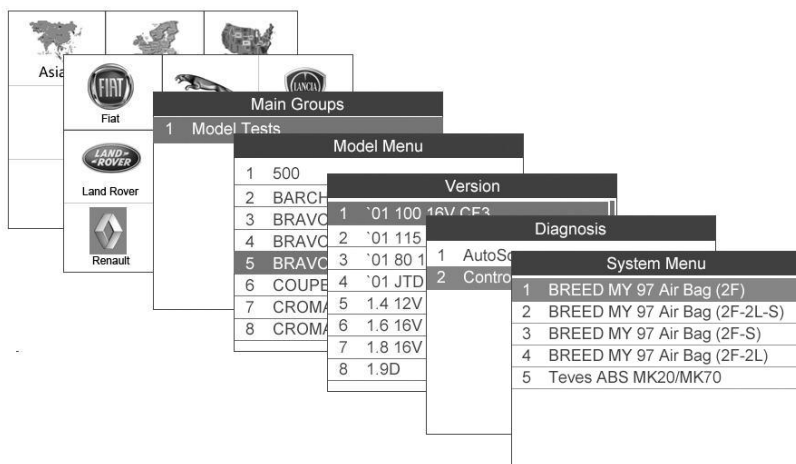 Asia
FIAT
LANCIA
Fiat
LAND-
-ROVER
Land Rover
Renault
Main Groups
1 Model Tests
Model Menu
1 500
2 BARCH
3 BRAVO
4 BRAVO
5 BRAVO
6 COUPE
7 CROMA
8 CROMA
Version
1 `01 100 16V CF3
2 `01 115
3 `01 80 1
4 `01 JTD
5 1.4 12V
6 1.6 16V
7 1.8 16V
8 1.9D
Diagnosis
1 AutoSc
2 Contro
System Menu
1 BREED MY 97 Air Bag (2F)
2 BREED MY 97 Air Bag (2F-2L-S)
3 BREED MY 97 Air Bag (2F-S)
4 BREED MY 97 Air Bag (2F-2L)
5 Teves ABS MK20/MK70